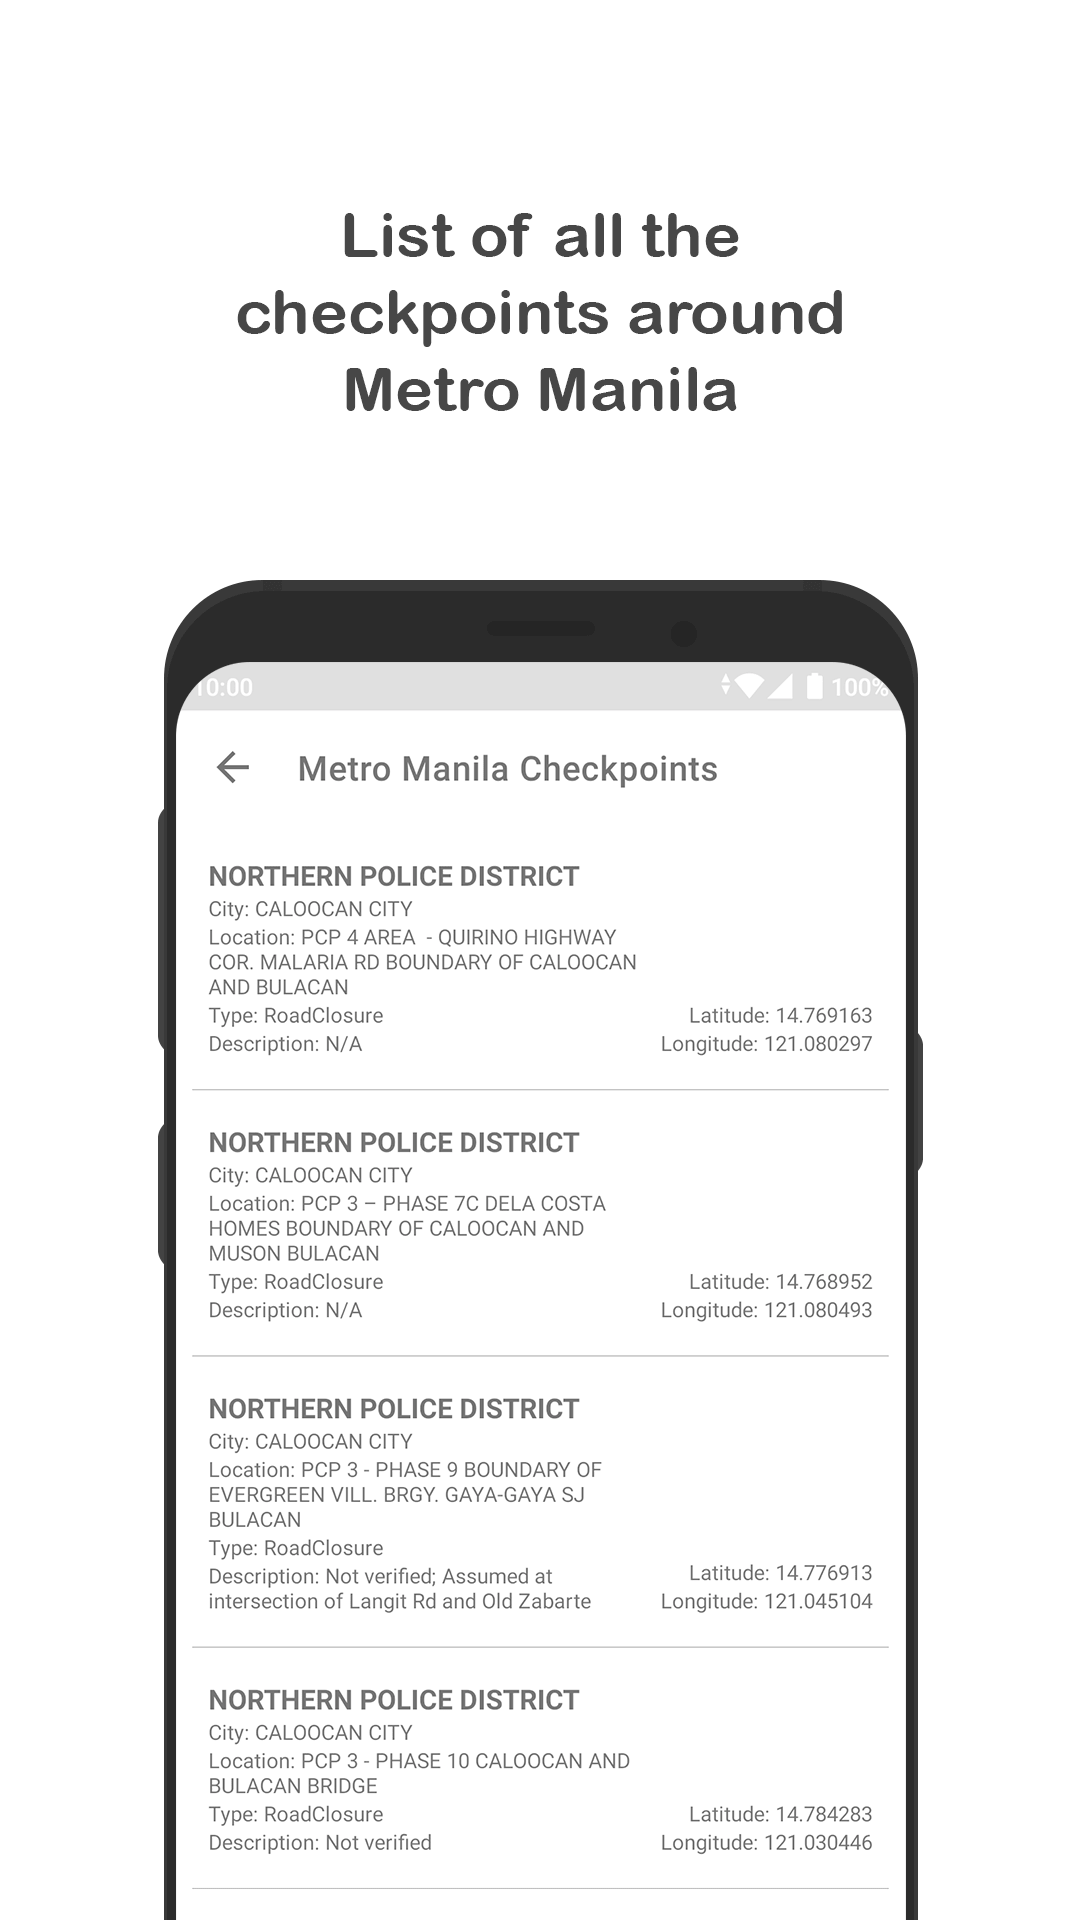 List of all the
checkpoints around
Metro Manila
10:00 100%
Metro Manila Checkpoints
NORTHERN POLICE DISTRICT
City: CALOOCAN CITY
Location: PCP 4 AREA  - QUIRINO HIGHWAY
COR. MALARIA RD BOUNDARY OF CALOOCAN
AND BULACAN
Type: RoadClosure
Latitude: 14.769163
Description: N/A
Longitude: 121.080297
NORTHERN POLICE DISTRICT
City: CALOOCAN CITY
Location: PCP 3 – PHASE 7C DELA COSTA
HOMES BOUNDARY OF CALOOCAN AND
MUSON BULACAN
Type: RoadClosure
Latitude: 14.768952
Description: N/A
Longitude: 121.080493
NORTHERN POLICE DISTRICT
City: CALOOCAN CITY
Location: PCP 3 - PHASE 9 BOUNDARY OF
EVERGREEN VILL. BRGY. GAYA-GAYA SJ
BULACAN
Type: RoadClosure
Description: Not verified; Assumed at
intersection of Langit Rd and Old Zabarte
Latitude: 14.776913
Longitude: 121.045104
NORTHERN POLICE DISTRICT
City: CALOOCAN CITY
Location: PCP 3 - PHASE 10 CALOOCAN AND
BULACAN BRIDGE
Type: RoadClosure
Latitude: 14.784283
Description: Not verified
Longitude: 121.030446